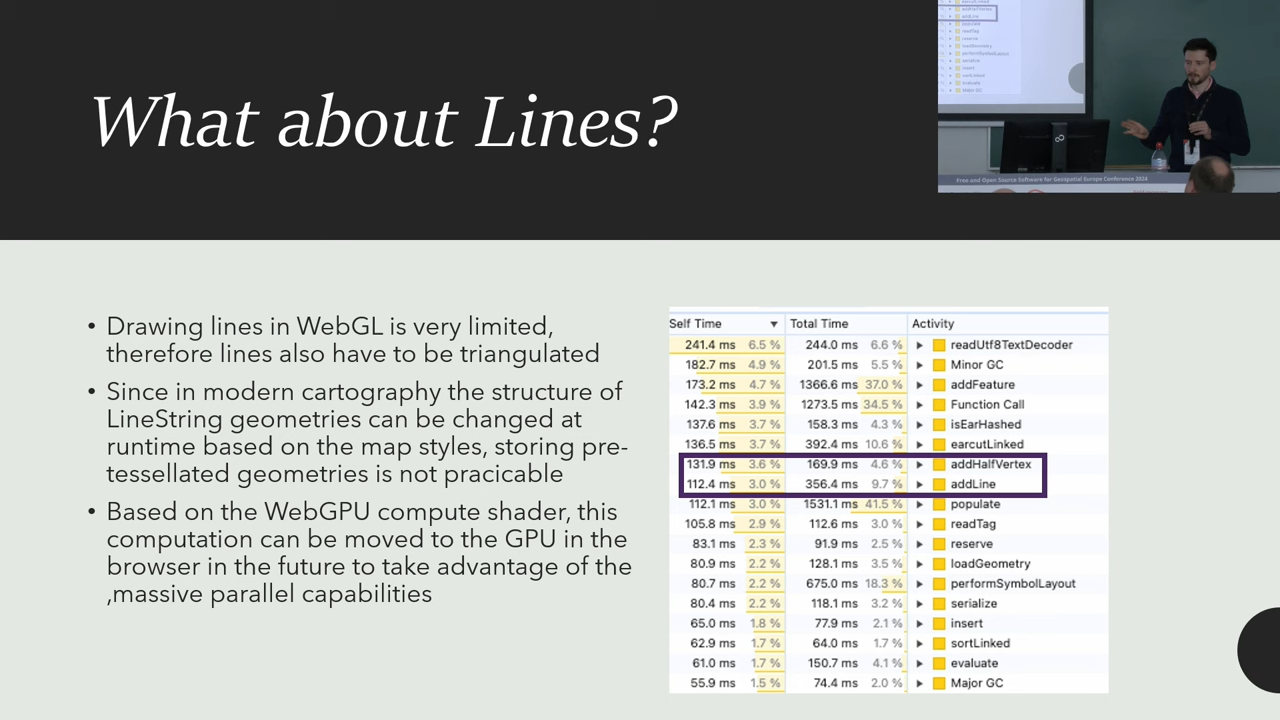 What about Lines?
Free and Open Source Software for Geospatial Europe Conference 2024
• Drawing lines in WebGL is very limited,
therefore lines also have to be triangulated
• Since in modern cartography the structure of
LineString geometries can be changed at
runtime based on the map styles, storing pre-
tessellated geometries is not pracicable
• Based on the WebGPU compute shader, this
computation can be moved to the GPU in the
browser in the future to take advantage of the
,massive parallel capabilities
Self Time ▼ Total Time Activity
241.4 ms 6.5 % 244.0 ms 6.6 % readUtf8TextDecoder
182.7 ms 4.9 % 201.5 ms 5.5 % Minor GC
173.2 ms 4.7 % 1366.6 ms 37.0 % addFeature
142.3 ms 3.9 % 1273.5 ms 34.5 % Function Call
137.6 ms 3.7 % 158.3 ms 4.3 % isEarHashed
136.5 ms 3.7 % 392.4 ms 10.6 % earcutLinked
131.9 ms 3.6 % 169.9 ms 4.6 % addHalfVertex
112.4 ms 3.0 % 356.4 ms 9.7 % addLine
112.1 ms 3.0 % 1531.1 ms 41.5 % populate
105.8 ms 2.9 % 112.6 ms 3.0 % readTag
83.1 ms 2.3 % 91.9 ms 2.5 % reserve
80.9 ms 2.2 % 128.1 ms 3.5 % loadGeometry
80.7 ms 2.2 % 675.0 ms 18.3 % performSymbolLayout
80.4 ms 2.2 % 118.1 ms 3.2 % serialize
65.0 ms 1.8 % 77.9 ms 2.1 % insert
62.9 ms 1.7 % 64.0 ms 1.7 % sortLinked
61.0 ms 1.7 % 150.7 ms 4.1 % evaluate
55.9 ms 1.5 % 74.4 ms 2.0 % Major GC